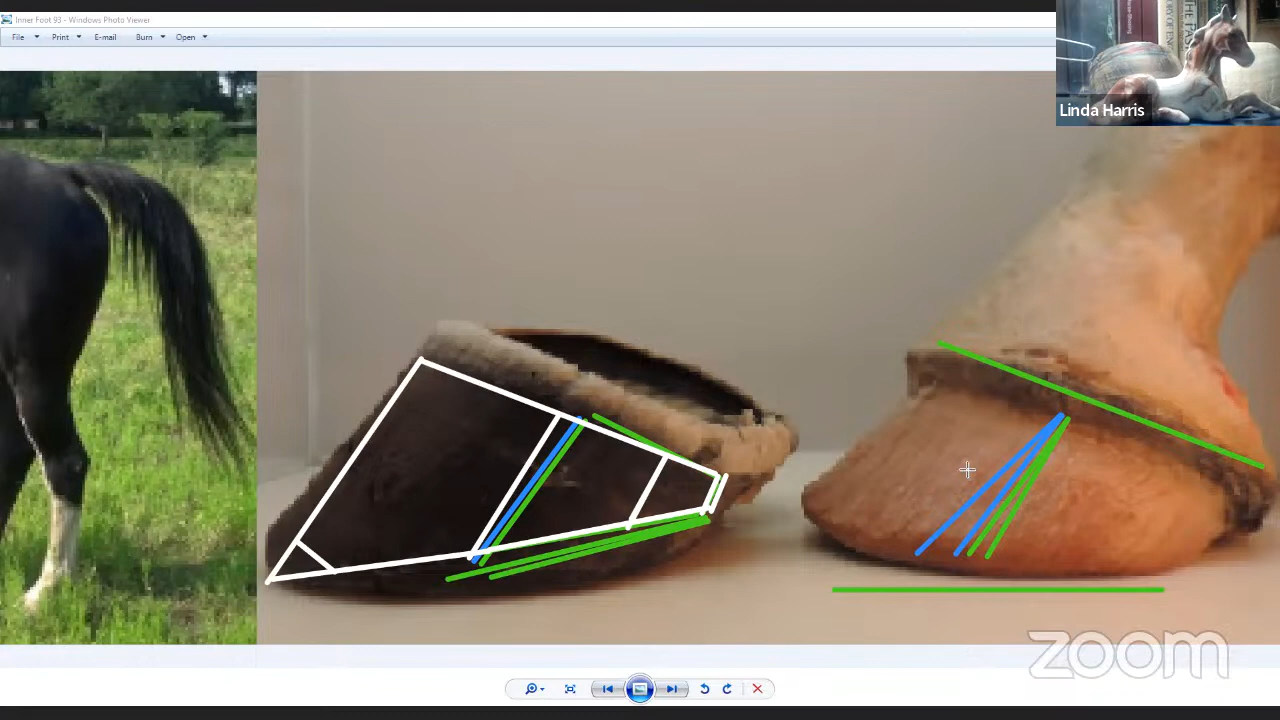 Inner Foot 93 - Windows Photo Viewer
File Print E-mail Burn Open
Linda Harris
zoom